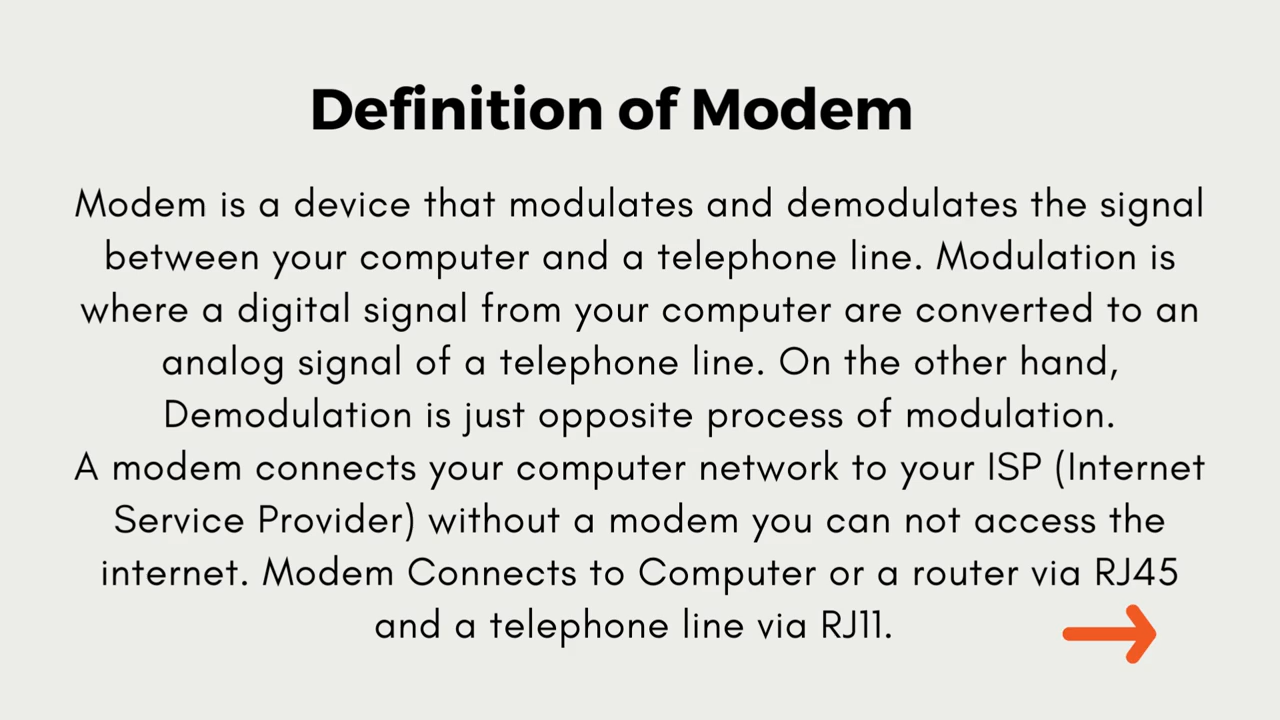 Definition of Modem
Modem is a device that modulates and demodulates the signal
between your computer and a telephone line. Modulation is
where a digital signal from your computer are converted to an
analog signal of a telephone line. On the other hand,
Demodulation is just opposite process of modulation.
A modem connects your computer network to your ISP (Internet
Service Provider) without a modem you can not access the
internet. Modem Connects to Computer or a router via RJ45
and a telephone line via RJ11.